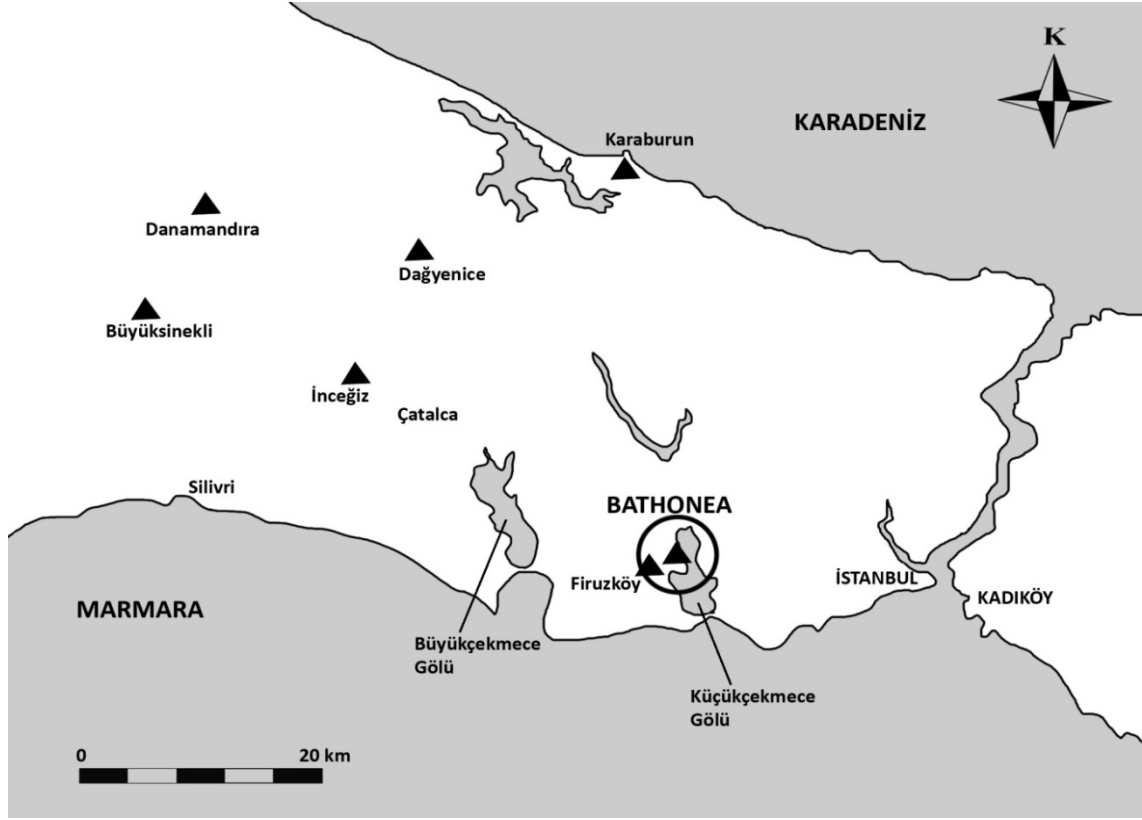 K
KARADENİZ
Karaburun
Danamandıra
Dağyenice
Büyüksinekli
İnceğiz
Çatalca
Silivri
BATHONEA
Firuzköy
İSTANBUL
KADIKÖY
MARMARA
Büyükçekmece
Gölü
Küçükçekmece
Gölü
0 20 km